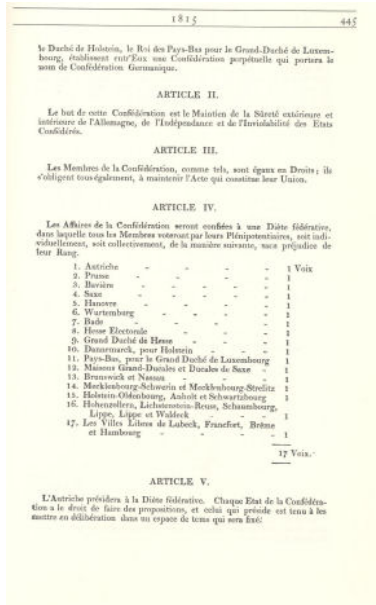 1815 445
le Duché de Holstein, le Roi des Pays-Bas pour le Grand-Duché de Luxem-
bourg, établissent entr'Eux une Confédération perpétuelle qui portera le
nom de Confédération Germanique.
ARTICLE II.
Le but de cette Confédération est le Maintien de la Sûreté extérieure et
intérieure de l'Allemagne, de l'Indépendance et de l'Inviolabilité des Etats
Confédérés.
ARTICLE III.
Les Membres de la Confédération, comme tels, sont égaux en Droits; ils
s'obligent tous également, à maintenir l'Acte qui constitue leur Union.
ARTICLE IV.
Les Affaires de la Confédération seront confiées à une Diète fédérative,
dans laquelle tous les Membres voteront par leurs Plénipotentiaires, soit indi-
viduellement, soit collectivement, de la manière suivante, sans préjudice de
leur Rang.
1. Autriche - - - - 1 Voix
2. Prusse - - - - 1
3. Bavière - - - - 1
4. Saxe - - - - 1
5. Hanovre - - - - 1
6. Wurtemberg - - - - 1
7. Bade - - - - 1
8. Hesse Electorale - - - 1
9. Grand Duché de Hesse - - - 1
10. Dannemarck, pour Holstein - - 1
11. Pays-Bas, pour le Grand Duché de Luxembourg 1
12. Maisons Grand-Ducales et Ducales de Saxe - 1
13. Brunswick et Nassau - - - 1
14. Mecklenbourg-Schwerin et Mecklenbourg-Strelitz 1
15. Holstein-Oldenbourg, Anhalt et Schwartzbourg 1
16. Hohenzollern, Lichstenstein-Reuss, Schaumbourg,
Lippe, Lippe et Waldeck - - - 1
17. Les Villes Libres de Lubeck, Francfort, Brême
et Hambourg - - - - 1
17 Voix.
ARTICLE V.
L'Autriche présidera à la Diète fédérative. Chaque Etat de la Confédéra-
tion a le droit de faire des propositions, et celui qui préside est tenu à les
mettre en délibération dans un espace de tems qui sera fixé.